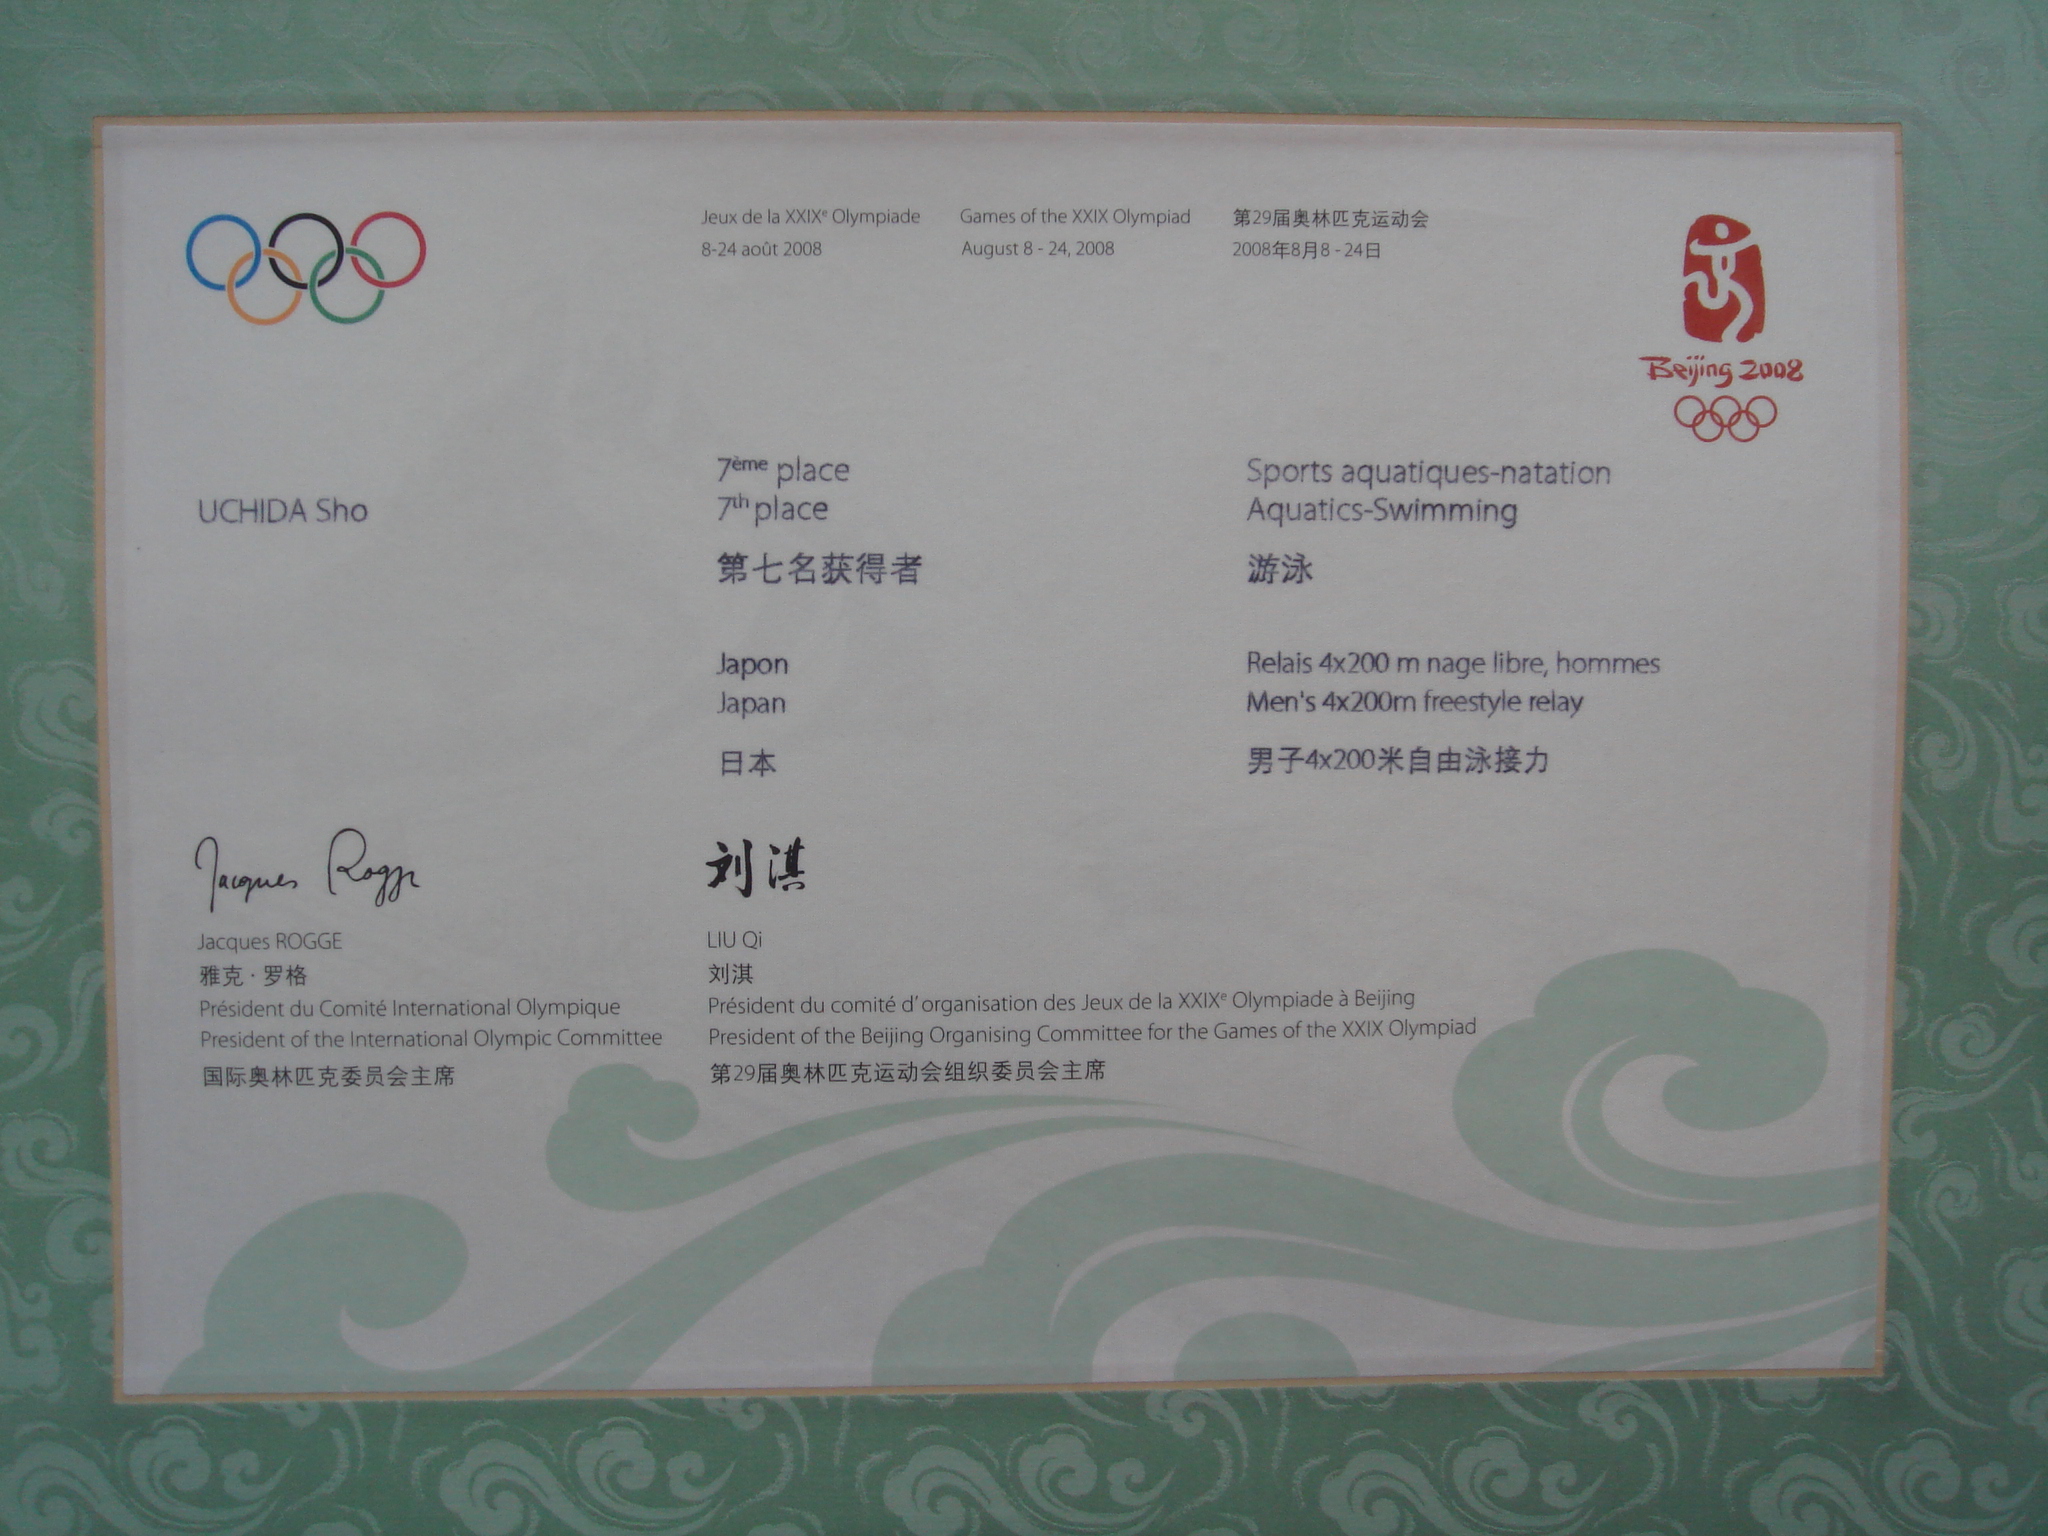 Jeux de la XXIXe Olympiade
8-24 août 2008
Games of the XXIX Olympiad
August 8 - 24, 2008
第29届奥林匹克运动会
2008年8月8 - 24日
Beijing 2008
UCHIDA Sho
7ème place
7th place
第七名获得者
Sports aquatiques-natation
Aquatics-Swimming
游泳
Japon
Japan
日本
Relais 4x200 m nage libre, hommes
Men's 4x200m freestyle relay
男子4x200米自由泳接力
Jacques Rogge
Jacques ROGGE
雅克·罗格
Président du Comité International Olympique
President of the International Olympic Committee
国际奥林匹克委员会主席
刘淇
LIU Qi
刘淇
Président du comité d'organisation des Jeux de la XXIXe Olympiade à Beijing
President of the Beijing Organising Committee for the Games of the XXIX Olympiad
第29届奥林匹克运动会组织委员会主席